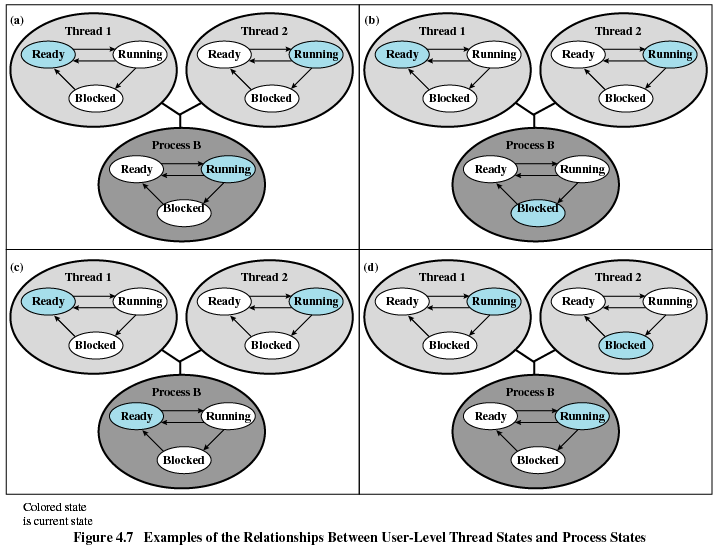 (a)
Thread 1
Ready
Running
Blocked
Thread 2
Ready
Running
Blocked
Process B
Ready
Running
Blocked
(b)
Thread 1
Ready
Running
Blocked
Thread 2
Ready
Running
Blocked
Process B
Ready
Running
Blocked
(c)
Thread 1
Ready
Running
Blocked
Thread 2
Ready
Running
Blocked
Process B
Ready
Running
Blocked
(d)
Thread 1
Ready
Running
Blocked
Thread 2
Ready
Running
Blocked
Process B
Ready
Running
Blocked
Colored state
is current state
Figure 4.7 Examples of the Relationships Between User-Level Thread States and Process States